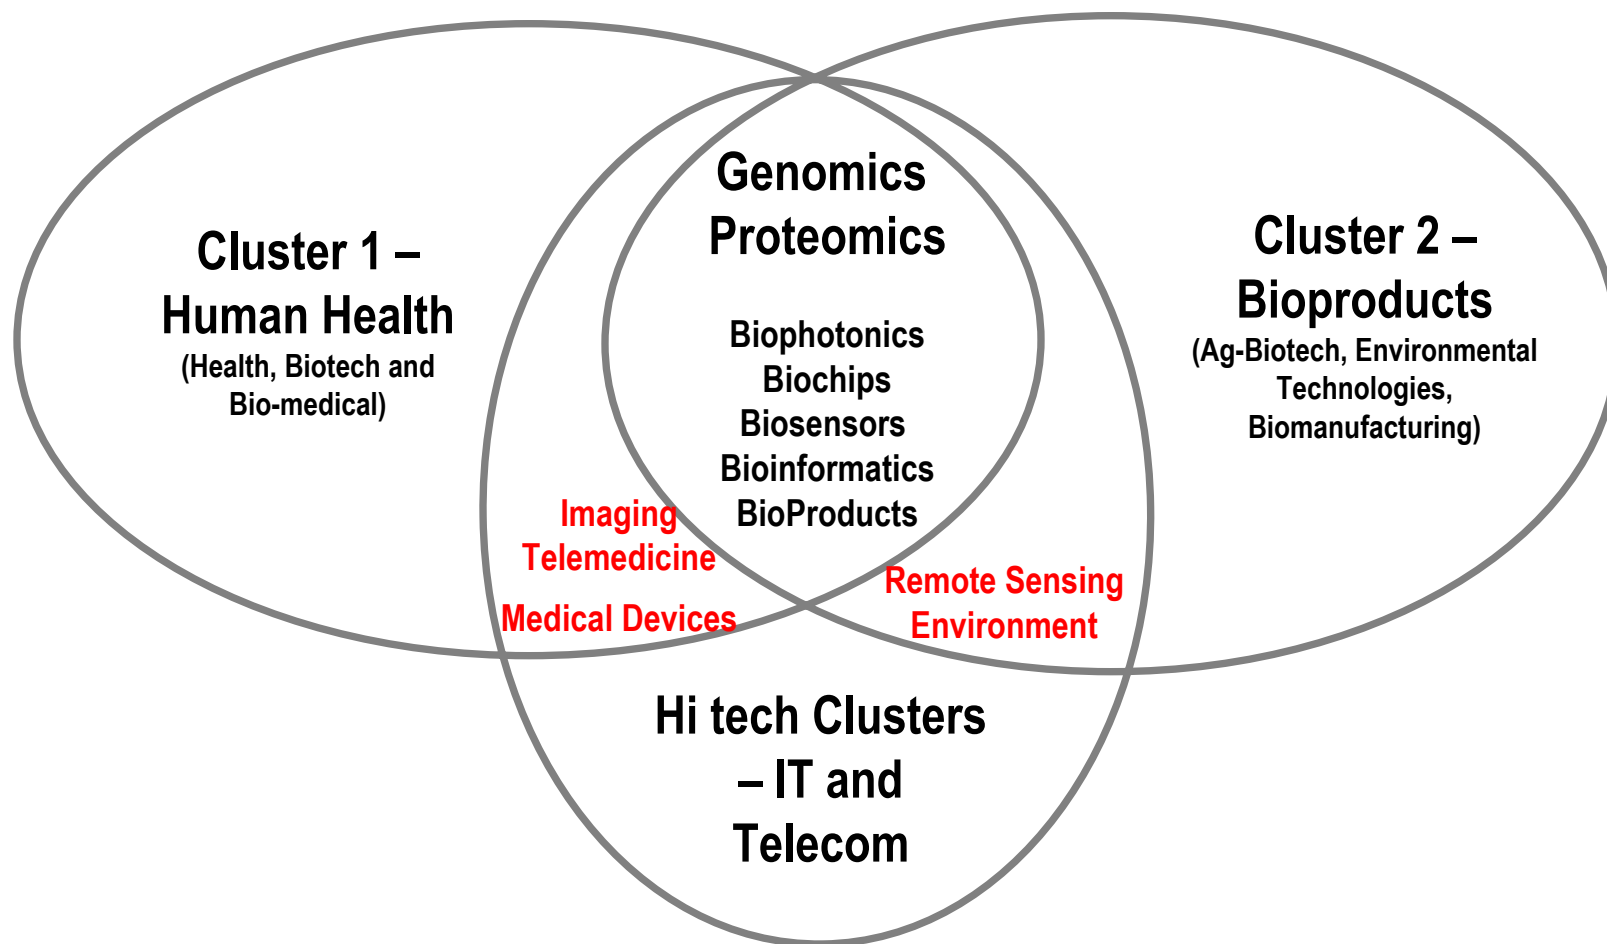 Genomics
Proteomics
Biophotonics
Biochips
Biosensors
Bioinformatics
BioProducts
Cluster 1 –
Human Health
(Health, Biotech and
Bio-medical)
Cluster 2 –
Bioproducts
(Ag-Biotech, Environmental
Technologies,
Biomanufacturing)
Imaging
Telemedicine
Medical Devices
Remote Sensing
Environment
Hi tech Clusters
– IT and
Telecom